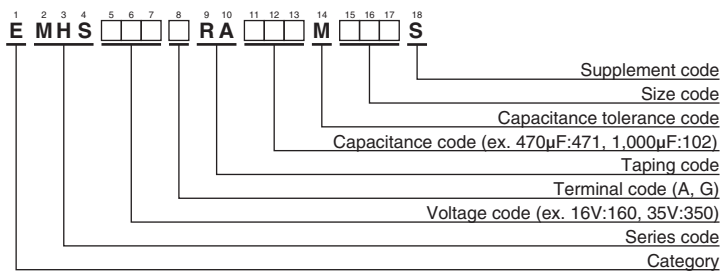 1 2 3 4 5 6 7 8 9 10 11 12 13 14 15 16 17 18
E MHS □□□ □ RA □□□ M □□□ S
Supplement code
Size code
Capacitance tolerance code
Capacitance code (ex. 470µF:471, 1,000µF:102)
Taping code
Terminal code (A, G)
Voltage code (ex. 16V:160, 35V:350)
Series code
Category